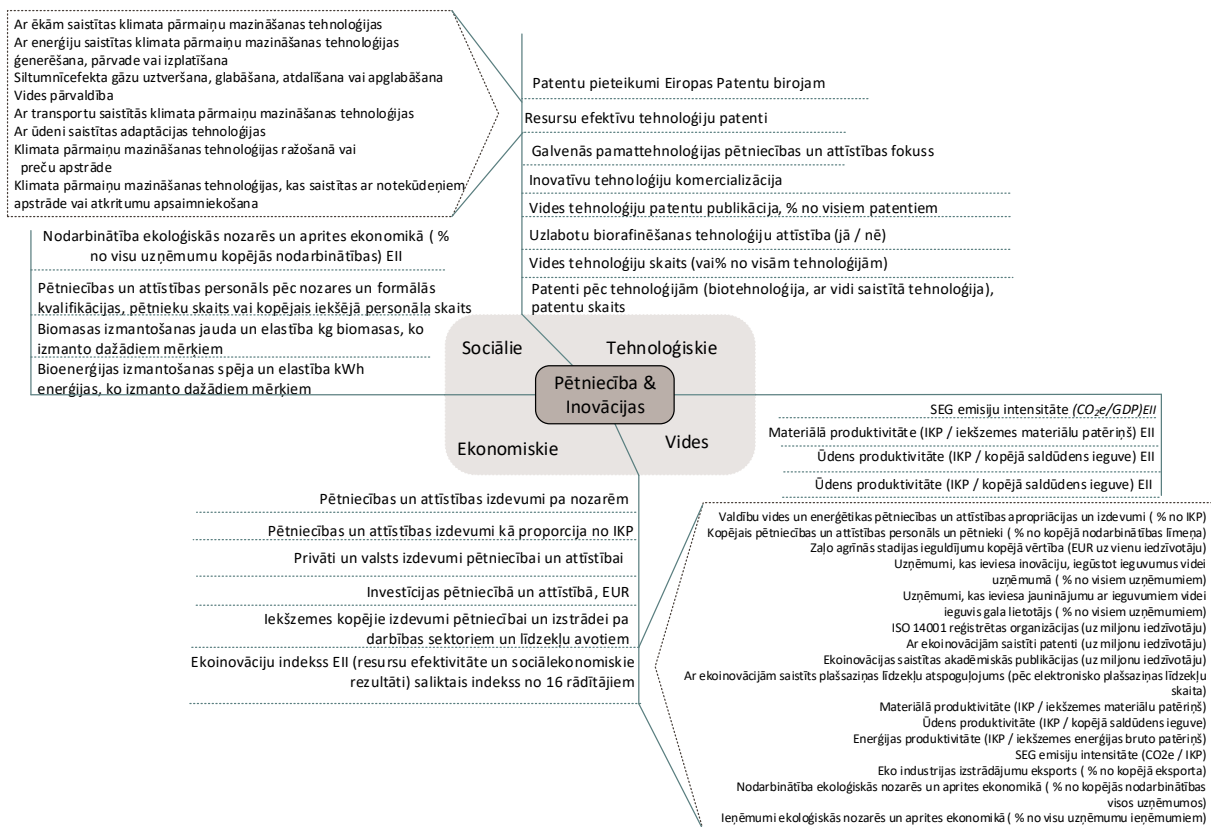 Ar ēkām saistītas klimata pārmaiņu mazināšanas tehnoloģijas
Ar enerģiju saistītas klimata pārmaiņu mazināšanas tehnoloģijas
ģenerēšana, pārvade vai izplatīšana
Siltumnīcefekta gāzu uztveršana, glabāšana, atdalīšana vai apglabāšana
Vides pārvaldība
Ar transportu saistītās klimata pārmaiņu mazināšanas tehnoloģijas
Ar ūdeni saistītas adaptācijas tehnoloģijas
Klimata pārmaiņu mazināšanas tehnoloģijas ražošanā vai
preču apstrāde
Klimata pārmaiņu mazināšanas tehnoloģijas, kas saistītas ar notekūdeņiem
apstrāde vai atkritumu apsaimniekošana
Patentu pieteikumi Eiropas Patentu birojam
Resursu efektīvu tehnoloģiju patenti
Galvenās pamattehnoloģijas pētniecības un attīstības fokuss
Inovatīvu tehnoloģiju komercializācija
Vides tehnoloģiju patentu publikācija, % no visiem patentiem
Uzlabotu biorafinēšanas tehnoloģiju attīstība (jā / nē)
Vides tehnoloģiju skaits (vai% no visām tehnoloģijām)
Patenti pēc tehnoloģijām (biotehnoloģija, ar vidi saistītā tehnoloģija),
patentu skaits
Nodarbinātība ekoloģiskās nozarēs un aprites ekonomikā ( %
no visu uzņēmumu kopējās nodarbinātības) EII
Pētniecības un attīstības personāls pēc nozares un formālās
kvalifikācijas, pētnieku skaits vai kopējais iekšējā personāla skaits
Biomasas izmantošanas jauda un elastība kg biomasas, ko
izmanto dažādiem mērķiem
Bioenerģijas izmantošanas spēja un elastība kWh
enerģijas, ko izmanto dažādiem mērķiem
Sociālie
Tehnoloģiskie
Pētniecība &
Inovācijas
Ekonomiskie
Vides
SEG emisiju intensitāte (CO₂e/GDP)EII
Materiālā produktivitāte (IKP / iekšzemes materiālu patēriņš) EII
Ūdens produktivitāte (IKP / kopējā saldūdens ieguve) EII
Ūdens produktivitāte (IKP / kopējā saldūdens ieguve) EII
Pētniecības un attīstības izdevumi pa nozarēm
Pētniecības un attīstības izdevumi kā proporcija no IKP
Privāti un valsts izdevumi pētniecībai un attīstībai
Investīcijas pētniecībā un attīstībā, EUR
Iekšzemes kopējie izdevumi pētniecībai un izstrādei pa
darbības sektoriem un līdzekļu avotiem
Ekoinovāciju indekss EII (resursu efektivitāte un sociālekonomiskie
rezultāti) saliktais indekss no 16 rādītājiem
Valdību vides un enerģētikas pētniecības un attīstības apropriācijas un izdevumi ( % no IKP)
Kopējais pētniecības un attīstības personāls un pētnieki ( % no kopējā nodarbinātības līmeņa)
Zaļo agrīnās stadijas ieguldījumu kopējā vērtība (EUR uz vienu iedzīvotāju)
Uzņēmumi, kas ieviesa inovāciju, iegūstot ieguvumus videi
uzņēmumā ( % no visiem uzņēmumiem)
Uzņēmumi, kas ieviesa jauninājumu ar ieguvumiem videi
ieguvis gala lietotājs ( % no visiem uzņēmumiem)
ISO 14001 reģistrētas organizācijas (uz miljonu iedzīvotāju)
Ar ekoinovācijām saistīti patenti (uz miljonu iedzīvotāju)
Ekoinovācijas saistītas akadēmiskās publikācijas (uz miljonu iedzīvotāju)
Ar ekoinovācijām saistīts plašsaziņas līdzekļu atspoguļojums (pēc elektronisko plašsaziņas līdzekļu
skaita)
Materiālā produktivitāte (IKP / iekšzemes materiālu patēriņš)
Ūdens produktivitāte (IKP / kopējā saldūdens ieguve)
Enerģijas produktivitāte (IKP / iekšzemes enerģijas bruto patēriņš)
SEG emisiju intensitāte (CO2e / IKP)
Eko industrijas izstrādājumu eksports ( % no kopējā eksporta)
Nodarbinātība ekoloģiskās nozarēs un aprites ekonomikā ( % no kopējās nodarbinātības
visos uzņēmumos)
Ieņēmumi ekoloģiskās nozarēs un aprites ekonomikā ( % no visu uzņēmumu ieņēmumiem)